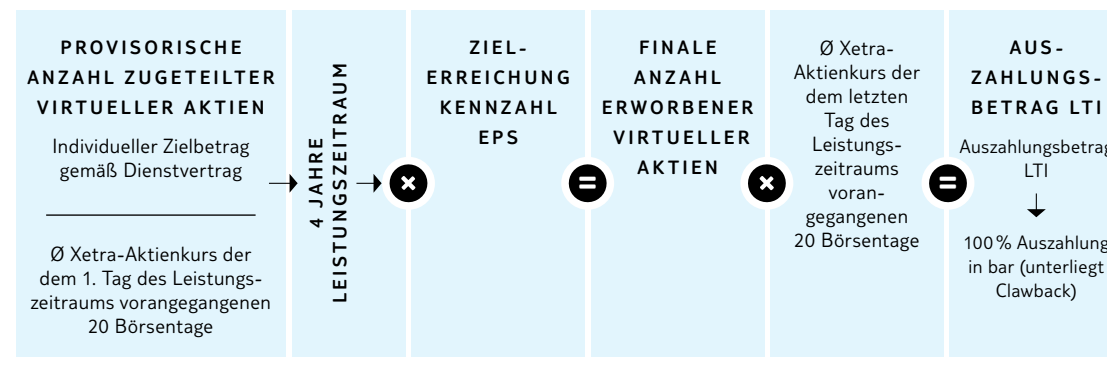 PROVISORISCHE
ANZAHL ZUGETEILTER
VIRTUELLER AKTIEN
Individueller Zielbetrag
gemäß Dienstvertrag
Ø Xetra-Aktienkurs der
dem 1. Tag des Leistungs-
zeitraums vorangegangenen
20 Börsentage
4 JAHRE
LEISTUNGSZEITRAUM
×
ZIEL-
ERREICHUNG
KENNZAHL
EPS
=
FINALE
ANZAHL
ERWORBENER
VIRTUELLER
AKTIEN
×
Ø Xetra-
Aktienkurs der
dem letzten
Tag des
Leistungs-
zeitraums
voran-
gegangenen
20 Börsentage
=
AUS-
ZAHLUNGS-
BETRAG LTI
Auszahlungsbetrag
LTI
100 % Auszahlung
in bar (unterliegt
Clawback)